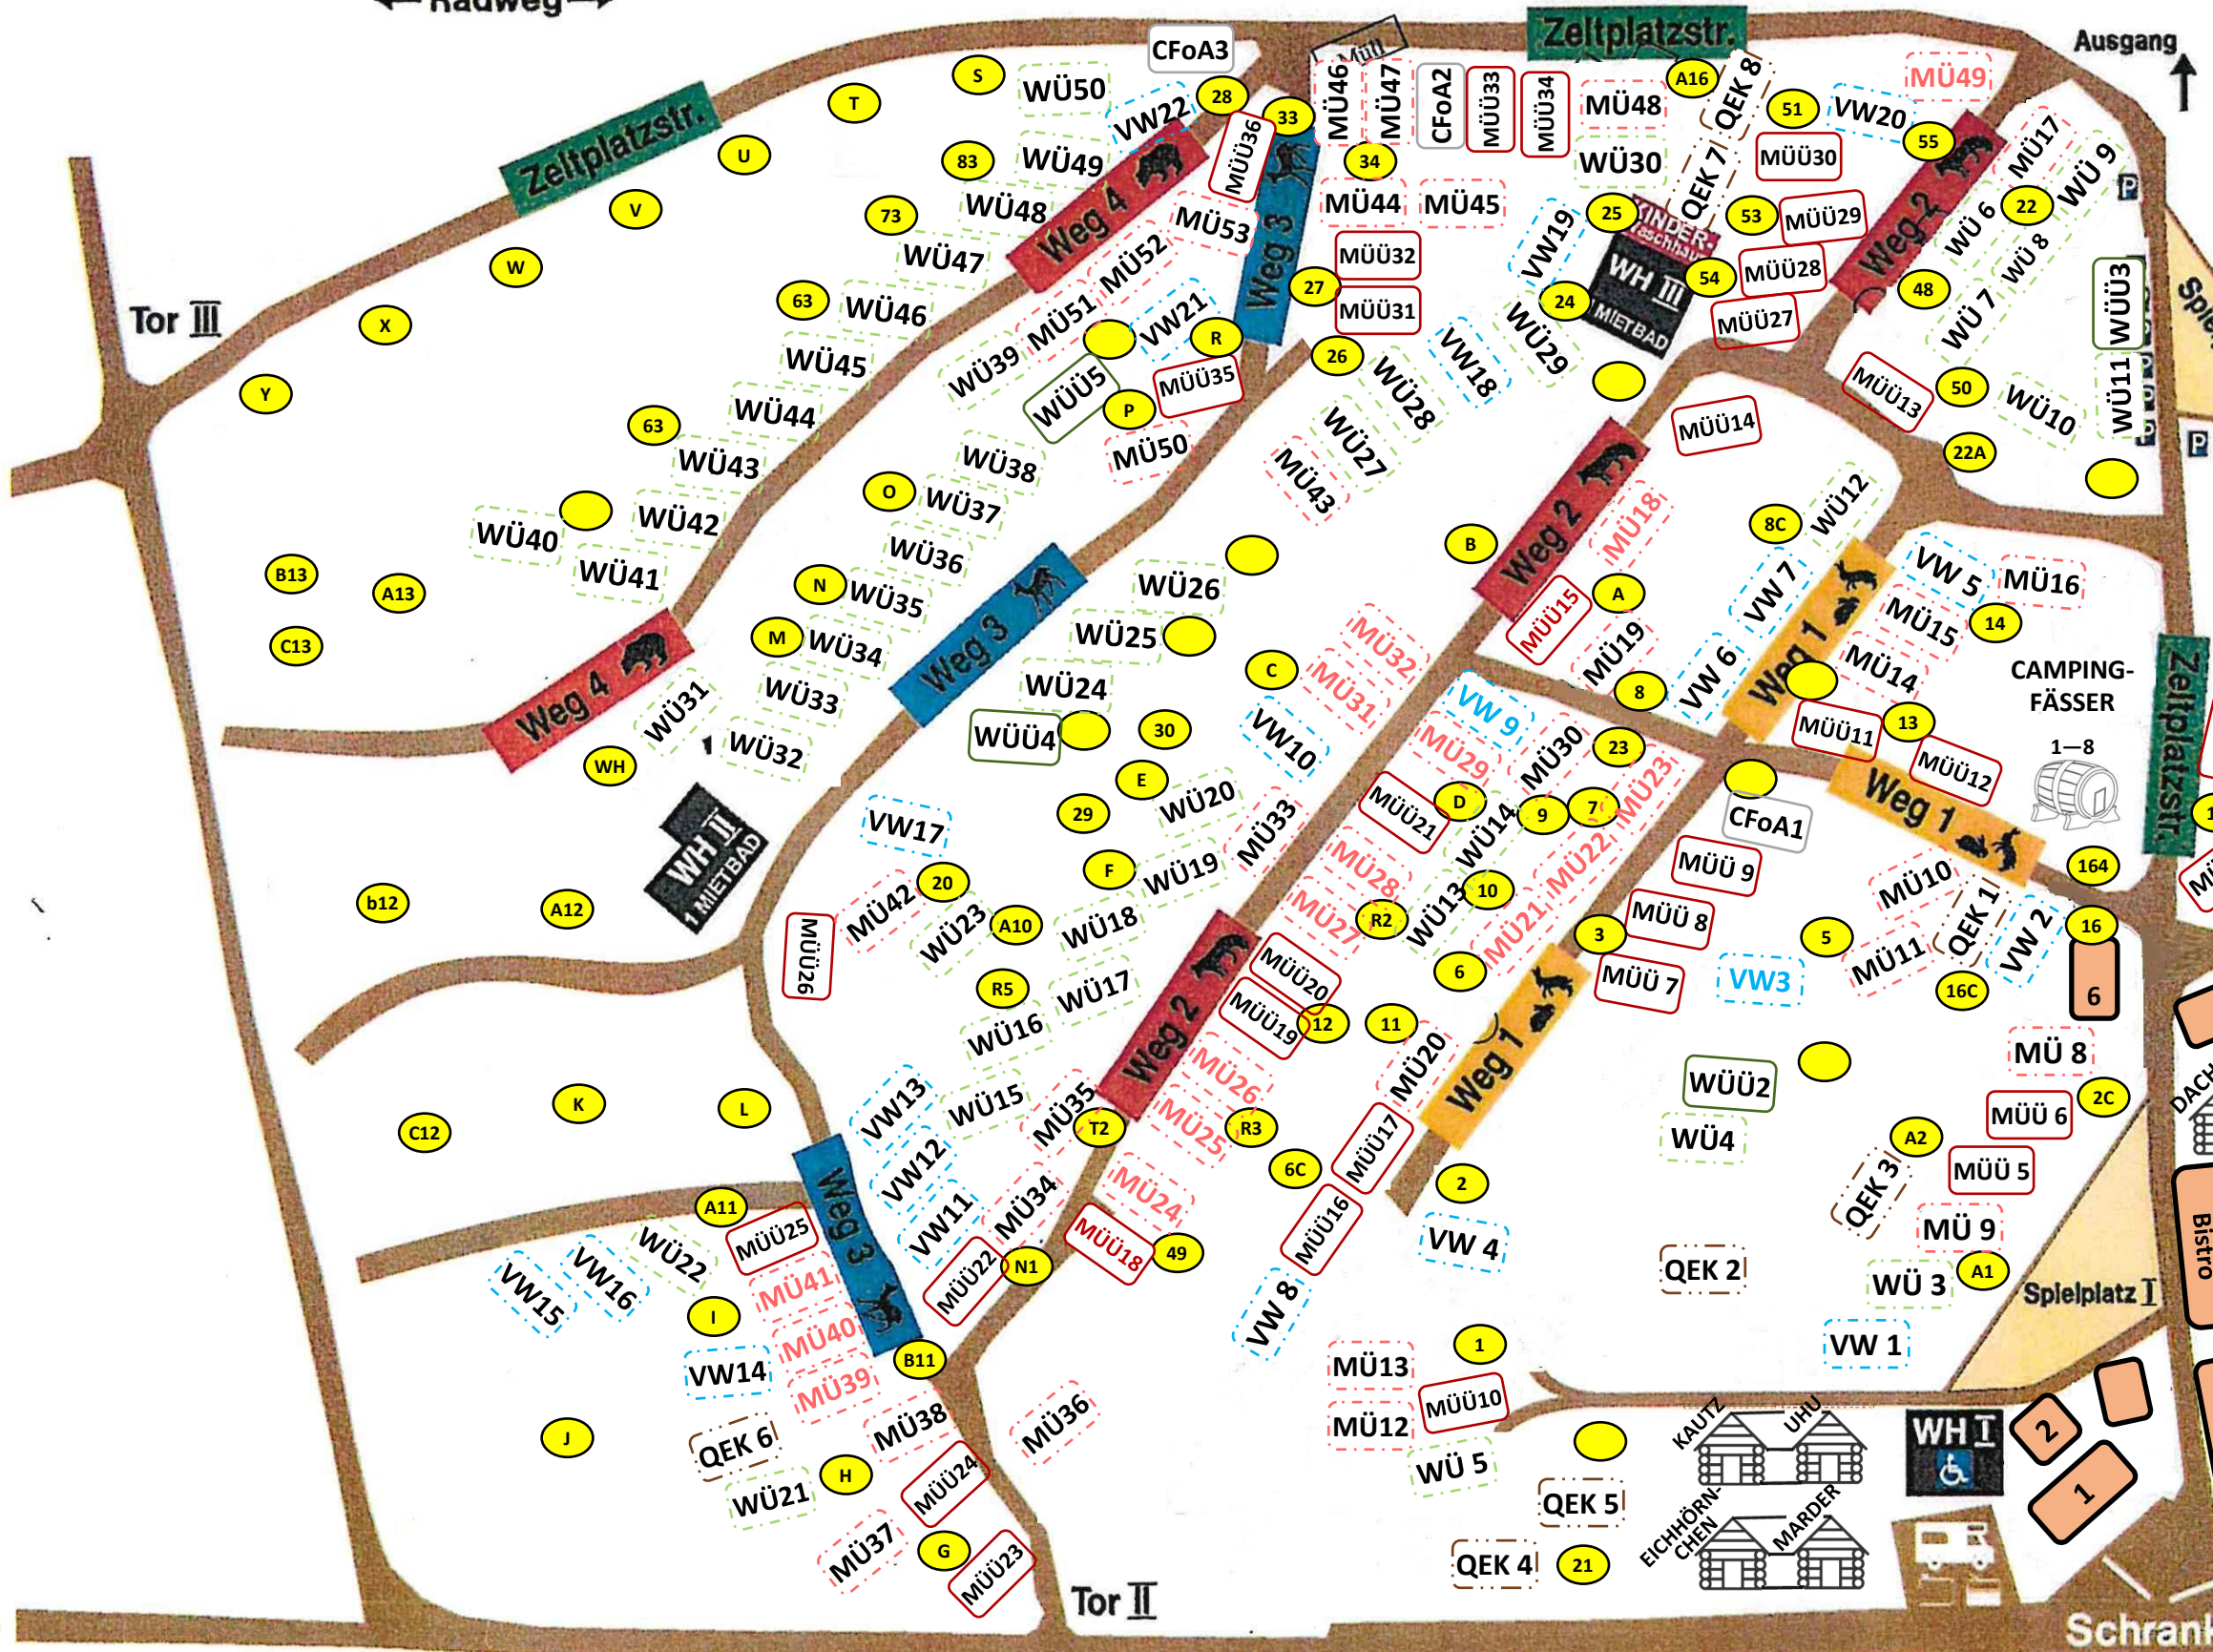 Radweg
CFoA3
Müll
Zeltplatzstr.
Ausgang
S
WÜ50
VW22
28
33
MÜ46
MÜ47
CFoA2
MÜÜ33
MÜÜ34
MÜ48
A16
QEK 8
51
VW20
MÜ49
55
T
Zeltplatzstr.
U
83
WÜ49
MÜÜ36
34
WÜ30
QEK 7
MÜÜ30
MÜ17
WÜ 9
P
V
73
WÜ48
Weg 4
MÜ53
Weg 3
MÜ44
MÜ45
VW19
25
KINDER-
53
MÜÜ29
Weg 2
WÜ 6
22
W
WÜ47
MÜ52
MÜÜ32
WH III
1 MIETBAD
54
MÜÜ28
WÜ 8
48
WÜÜ3
Tor III
X
63
WÜ46
MÜ51
VW21
R
27
MÜÜ31
24
MÜÜ27
WÜ 7
WÜ45
WÜ39
WÜÜ5
P
MÜÜ35
26
WÜ28
VW18
WÜ29
MÜÜ13
50
WÜ10
WÜ11
Y
63
WÜ44
MÜ50
WÜ27
MÜÜ14
22A
P
WÜ43
WÜ38
MÜ43
O
WÜ37
WÜ40
WÜ42
WÜ36
B
Weg 2
MÜ18
8C
WÜ12
B13
A13
WÜ41
N
WÜ35
Weg 3
WÜ26
MÜÜ15
A
VW 7
Weg 1
VW 5
MÜ16
C13
M
WÜ34
WÜ25
MÜ32
MÜ19
MÜ15
14
Weg 4
WÜ31
WÜ33
WÜ24
C
MÜ31
8
VW 6
MÜ14
CAMPING-
FÄSSER
1—8
Zeltplatzstr.
WH
WÜ32
WÜÜ4
30
VW10
VW 9
MÜ29
MÜ30
23
MÜÜ11
13
MÜÜ12
E
29
WÜ20
MÜ33
MÜÜ21
D
WÜ14
9
7
MÜ23
CFoA1
Weg 1
WH II
1 MIETBAD
VW17
F
WÜ19
MÜ28
MÜ22
MÜÜ 9
164
b12
A12
MÜ42
20
WÜ23
A10
WÜ18
MÜ27
R2
WÜ13
10
MÜ21
3
MÜÜ 8
5
MÜ10
QEK 1
VW 2
16
MÜÜ26
R5
WÜ17
MÜÜ20
6
MÜÜ 7
VW3
MÜ11
16C
6
WÜ16
Weg 2
MÜÜ19
12
11
Weg 1
C12
K
L
VW13
WÜ15
MÜ35
T2
MÜ26
MÜ25
R3
MÜ20
WÜÜ2
MÜ 8
2C
DACH
WÜ4
A2
MÜÜ 6
A11
Weg 3
VW12
VW11
MÜ34
MÜ24
6C
MÜÜ17
2
QEK 3
MÜÜ 5
VW15
VW16
WÜ22
MÜÜ25
MÜÜ22
N1
MÜÜ18
49
MÜÜ16
VW 4
QEK 2
MÜ 9
Bistro
I
MÜ41
MÜ40
VW 8
WÜ 3
A1
Spielplatz I
VW14
MÜ39
B11
MÜ13
1
VW 1
J
QEK 6
MÜ38
MÜ36
MÜ12
MÜÜ10
KAUTZ
UHU
WH I
2
WÜ21
H
MÜÜ24
WÜ 5
QEK 5
EICHHÖRN-
CHEN
MARDER
1
MÜ37
G
MÜÜ23
QEK 4
21
Tor II